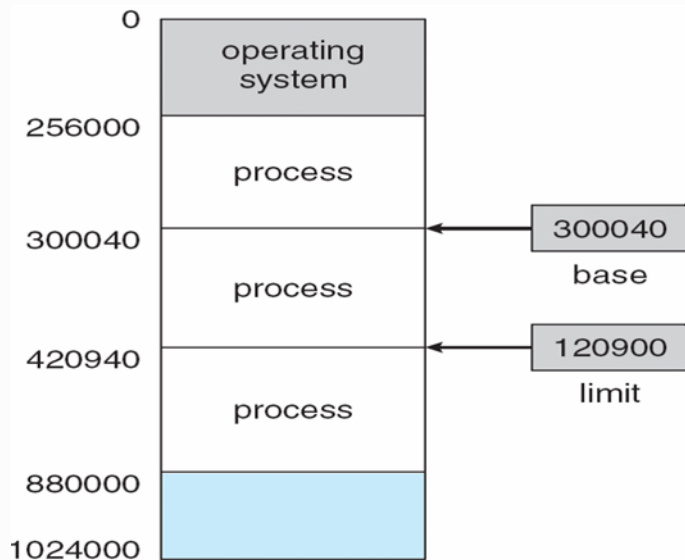 0
operating
system
256000
process
300040
300040
base
process
420940
120900
limit
process
880000
1024000